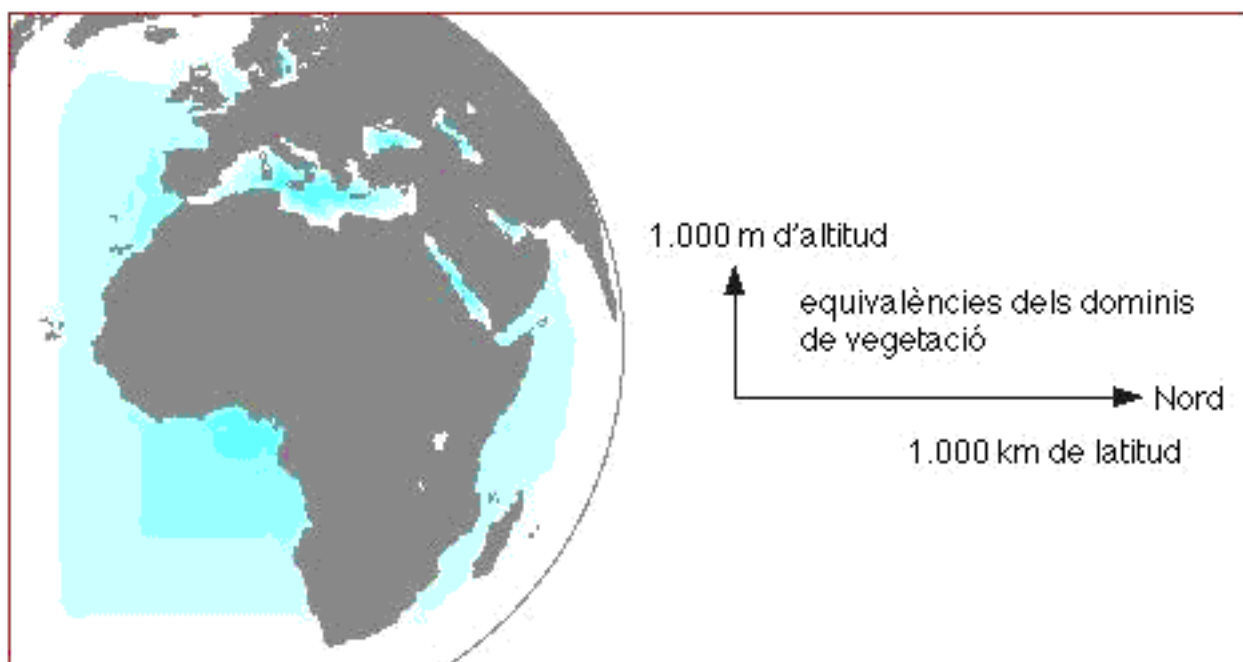 1.000 m d'altitud
equivalències dels dominis
de vegetació
Nord
1.000 km de latitud